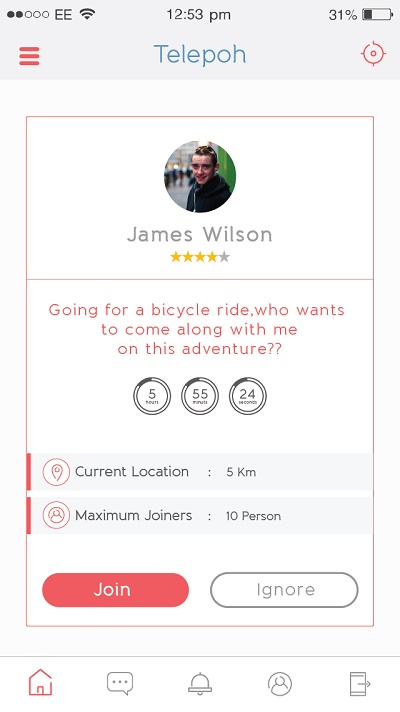 EE 12:53 pm 31%
Telepoh
James Wilson
Going for a bicycle ride,who wants
to come along with me
on this adventure??
5 55 24
hours minuts seconds
Current Location : 5 Km
Maximum Joiners : 10 Person
Join Ignore